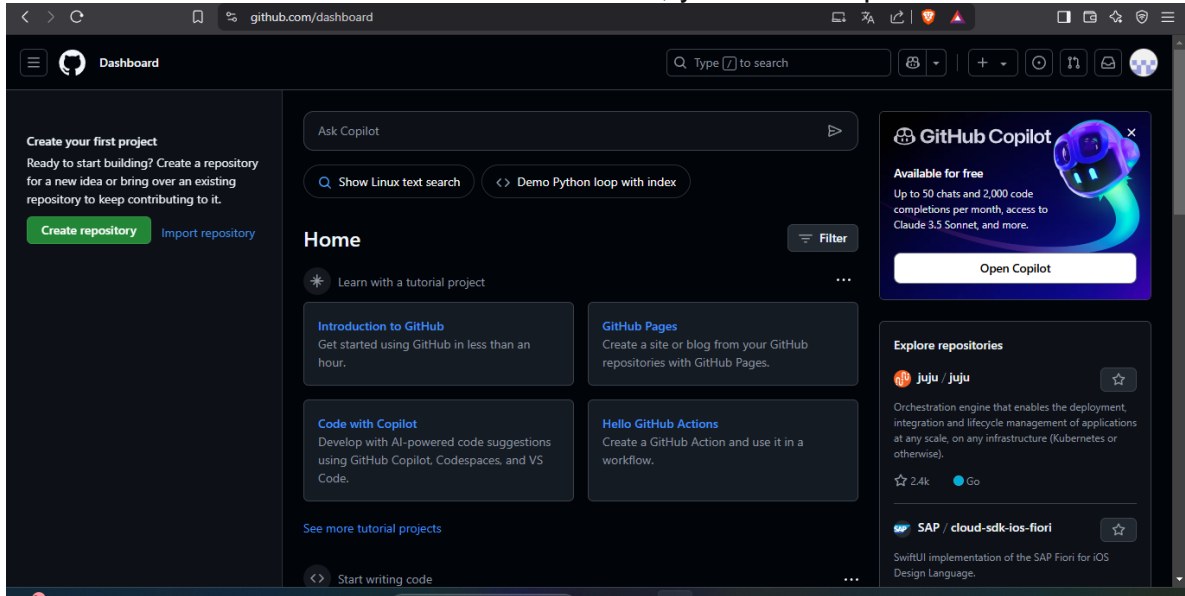 github.com/dashboard
Dashboard
Type / to search
Create your first project
Ready to start building? Create a repository
for a new idea or bring over an existing
repository to keep contributing to it.
Create repository
Import repository
Ask Copilot
Show Linux text search
Demo Python loop with index
Home
Filter
Learn with a tutorial project
Introduction to GitHub
Get started using GitHub in less than an
hour.
GitHub Pages
Create a site or blog from your GitHub
repositories with GitHub Pages.
Code with Copilot
Develop with AI-powered code suggestions
using GitHub Copilot, Codespaces, and VS
Code.
Hello GitHub Actions
Create a GitHub Action and use it in a
workflow.
See more tutorial projects
Start writing code
GitHub Copilot
Available for free
Up to 50 chats and 2,000 code
completions per month, access to
Claude 3.5 Sonnet, and more.
Open Copilot
Explore repositories
juju / juju
Orchestration engine that enables the deployment,
integration and lifecycle management of applications
at any scale, on any infrastructure (Kubernetes or
otherwise).
2.4k
Go
SAP
SAP / cloud-sdk-ios-fiori
SwiftUI implementation of the SAP Fiori for iOS
Design Language.